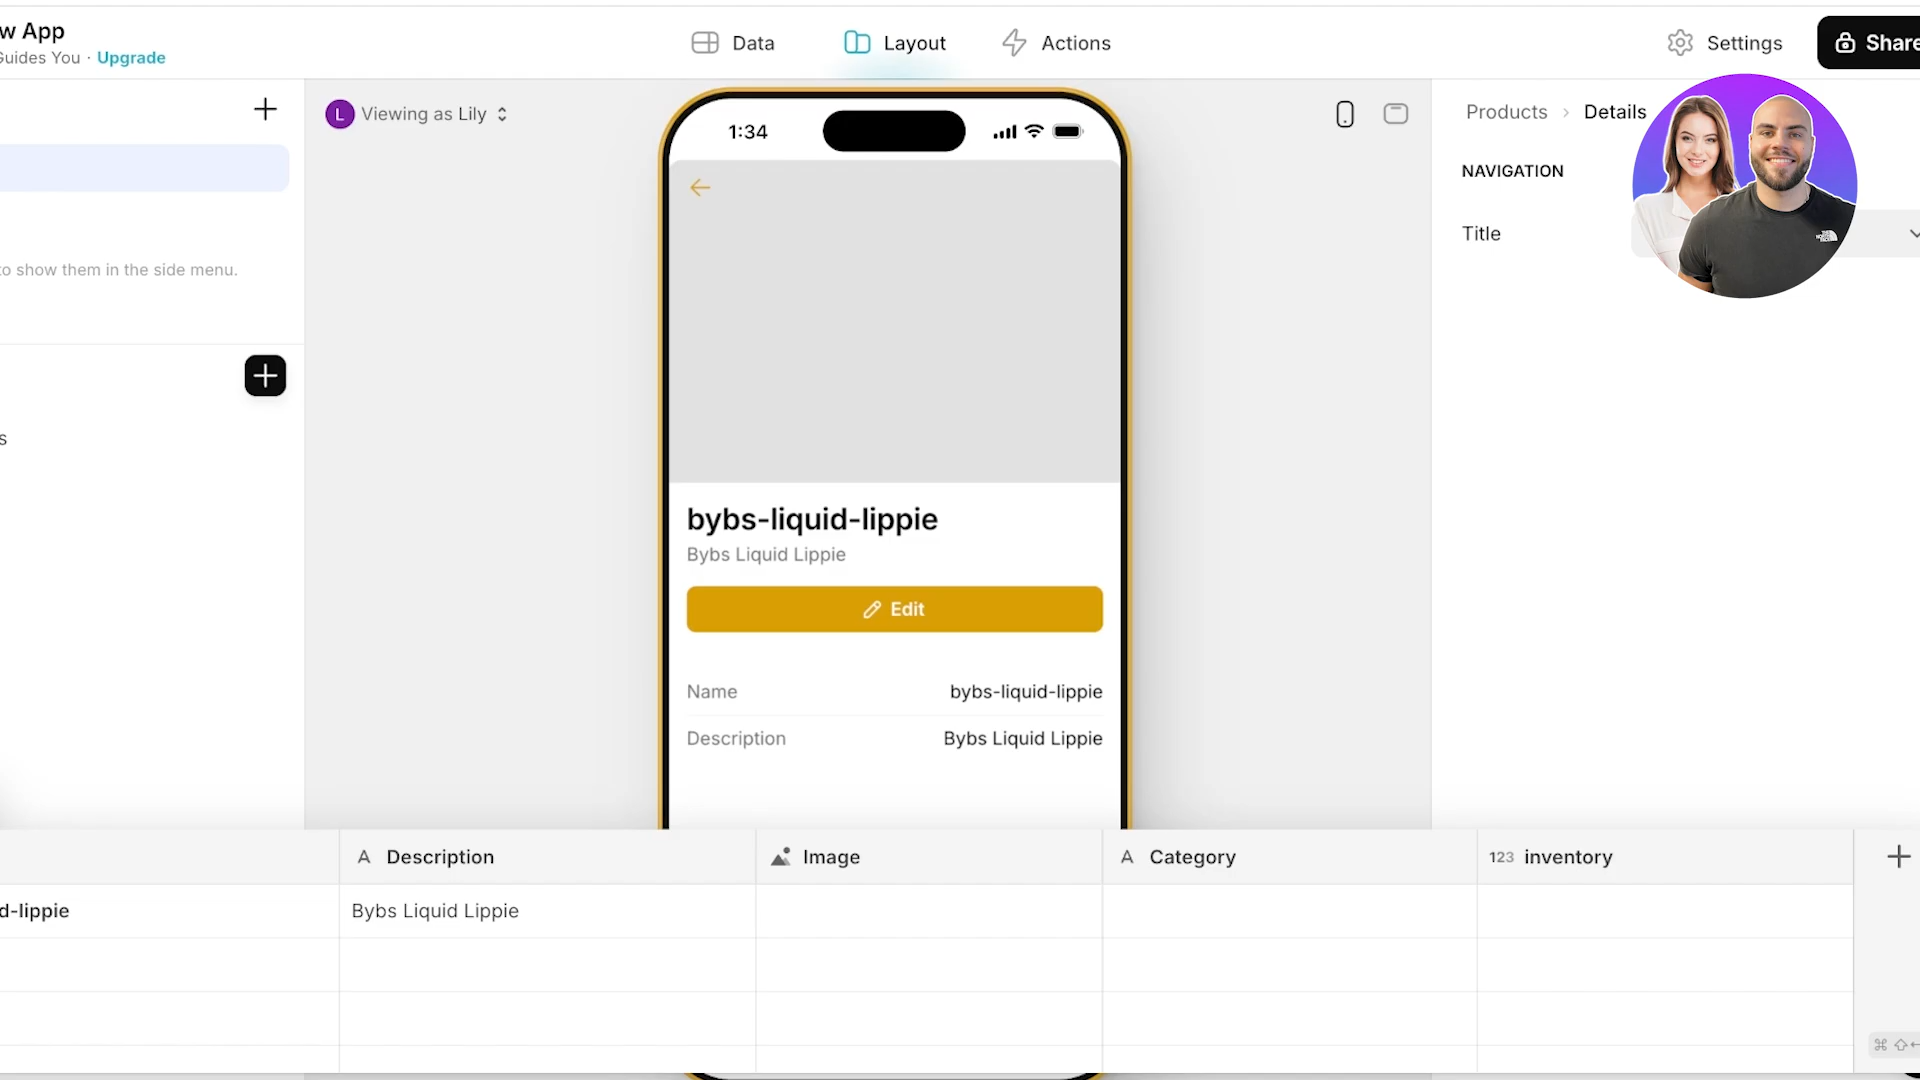 w App
Guides You · Upgrade
Data
Layout
Actions
Settings
Share
L Viewing as Lily
1:34
Products › Details
NAVIGATION
Title
to show them in the side menu.
s
bybs-liquid-lippie
Bybs Liquid Lippie
Edit
Name bybs-liquid-lippie
Description Bybs Liquid Lippie
A Description
Image
A Category
123 inventory
d-lippie
Bybs Liquid Lippie